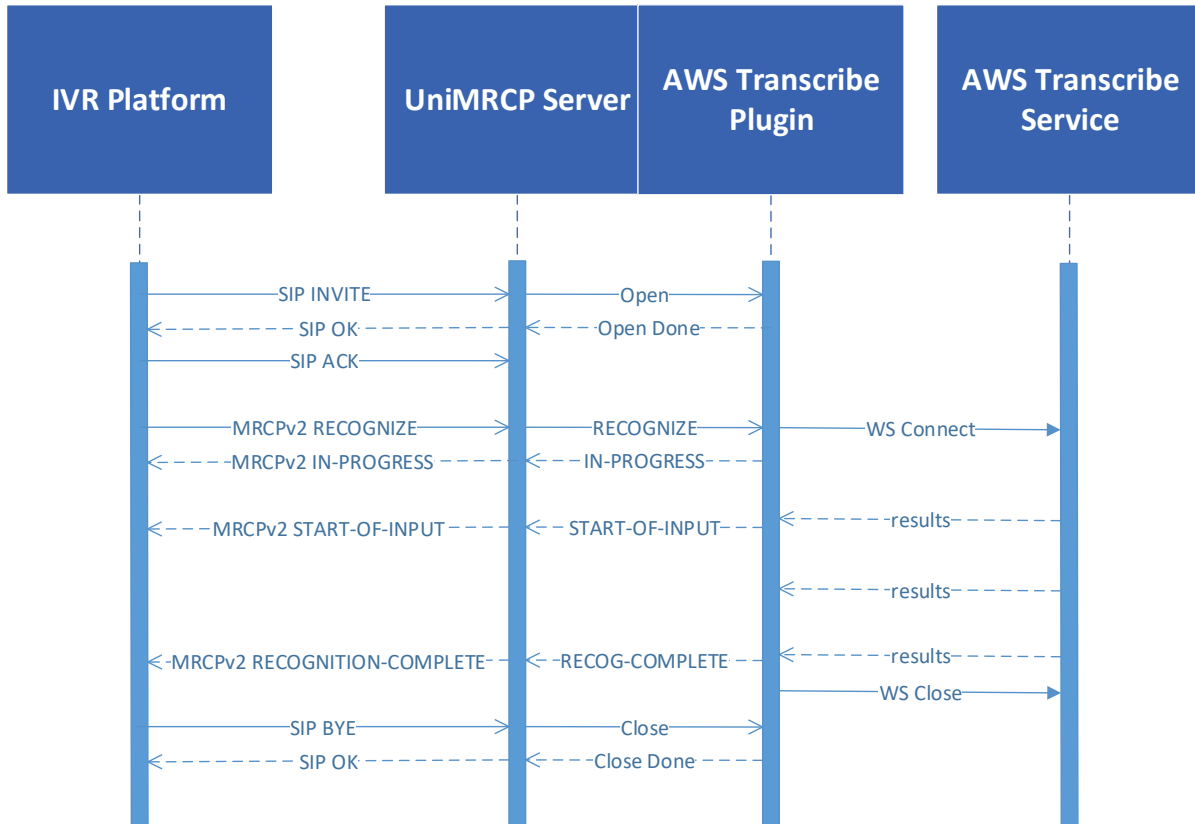 IVR Platform
UniMRCP Server
AWS Transcribe
Plugin
AWS Transcribe
Service
SIP INVITE
Open
SIP OK
Open Done
SIP ACK
MRCPv2 RECOGNIZE
RECOGNIZE
WS Connect
MRCPv2 IN-PROGRESS
IN-PROGRESS
MRCPv2 START-OF-INPUT
START-OF-INPUT
results
results
MRCPv2 RECOGNITION-COMPLETE
RECOG-COMPLETE
results
WS Close
SIP BYE
Close
SIP OK
Close Done